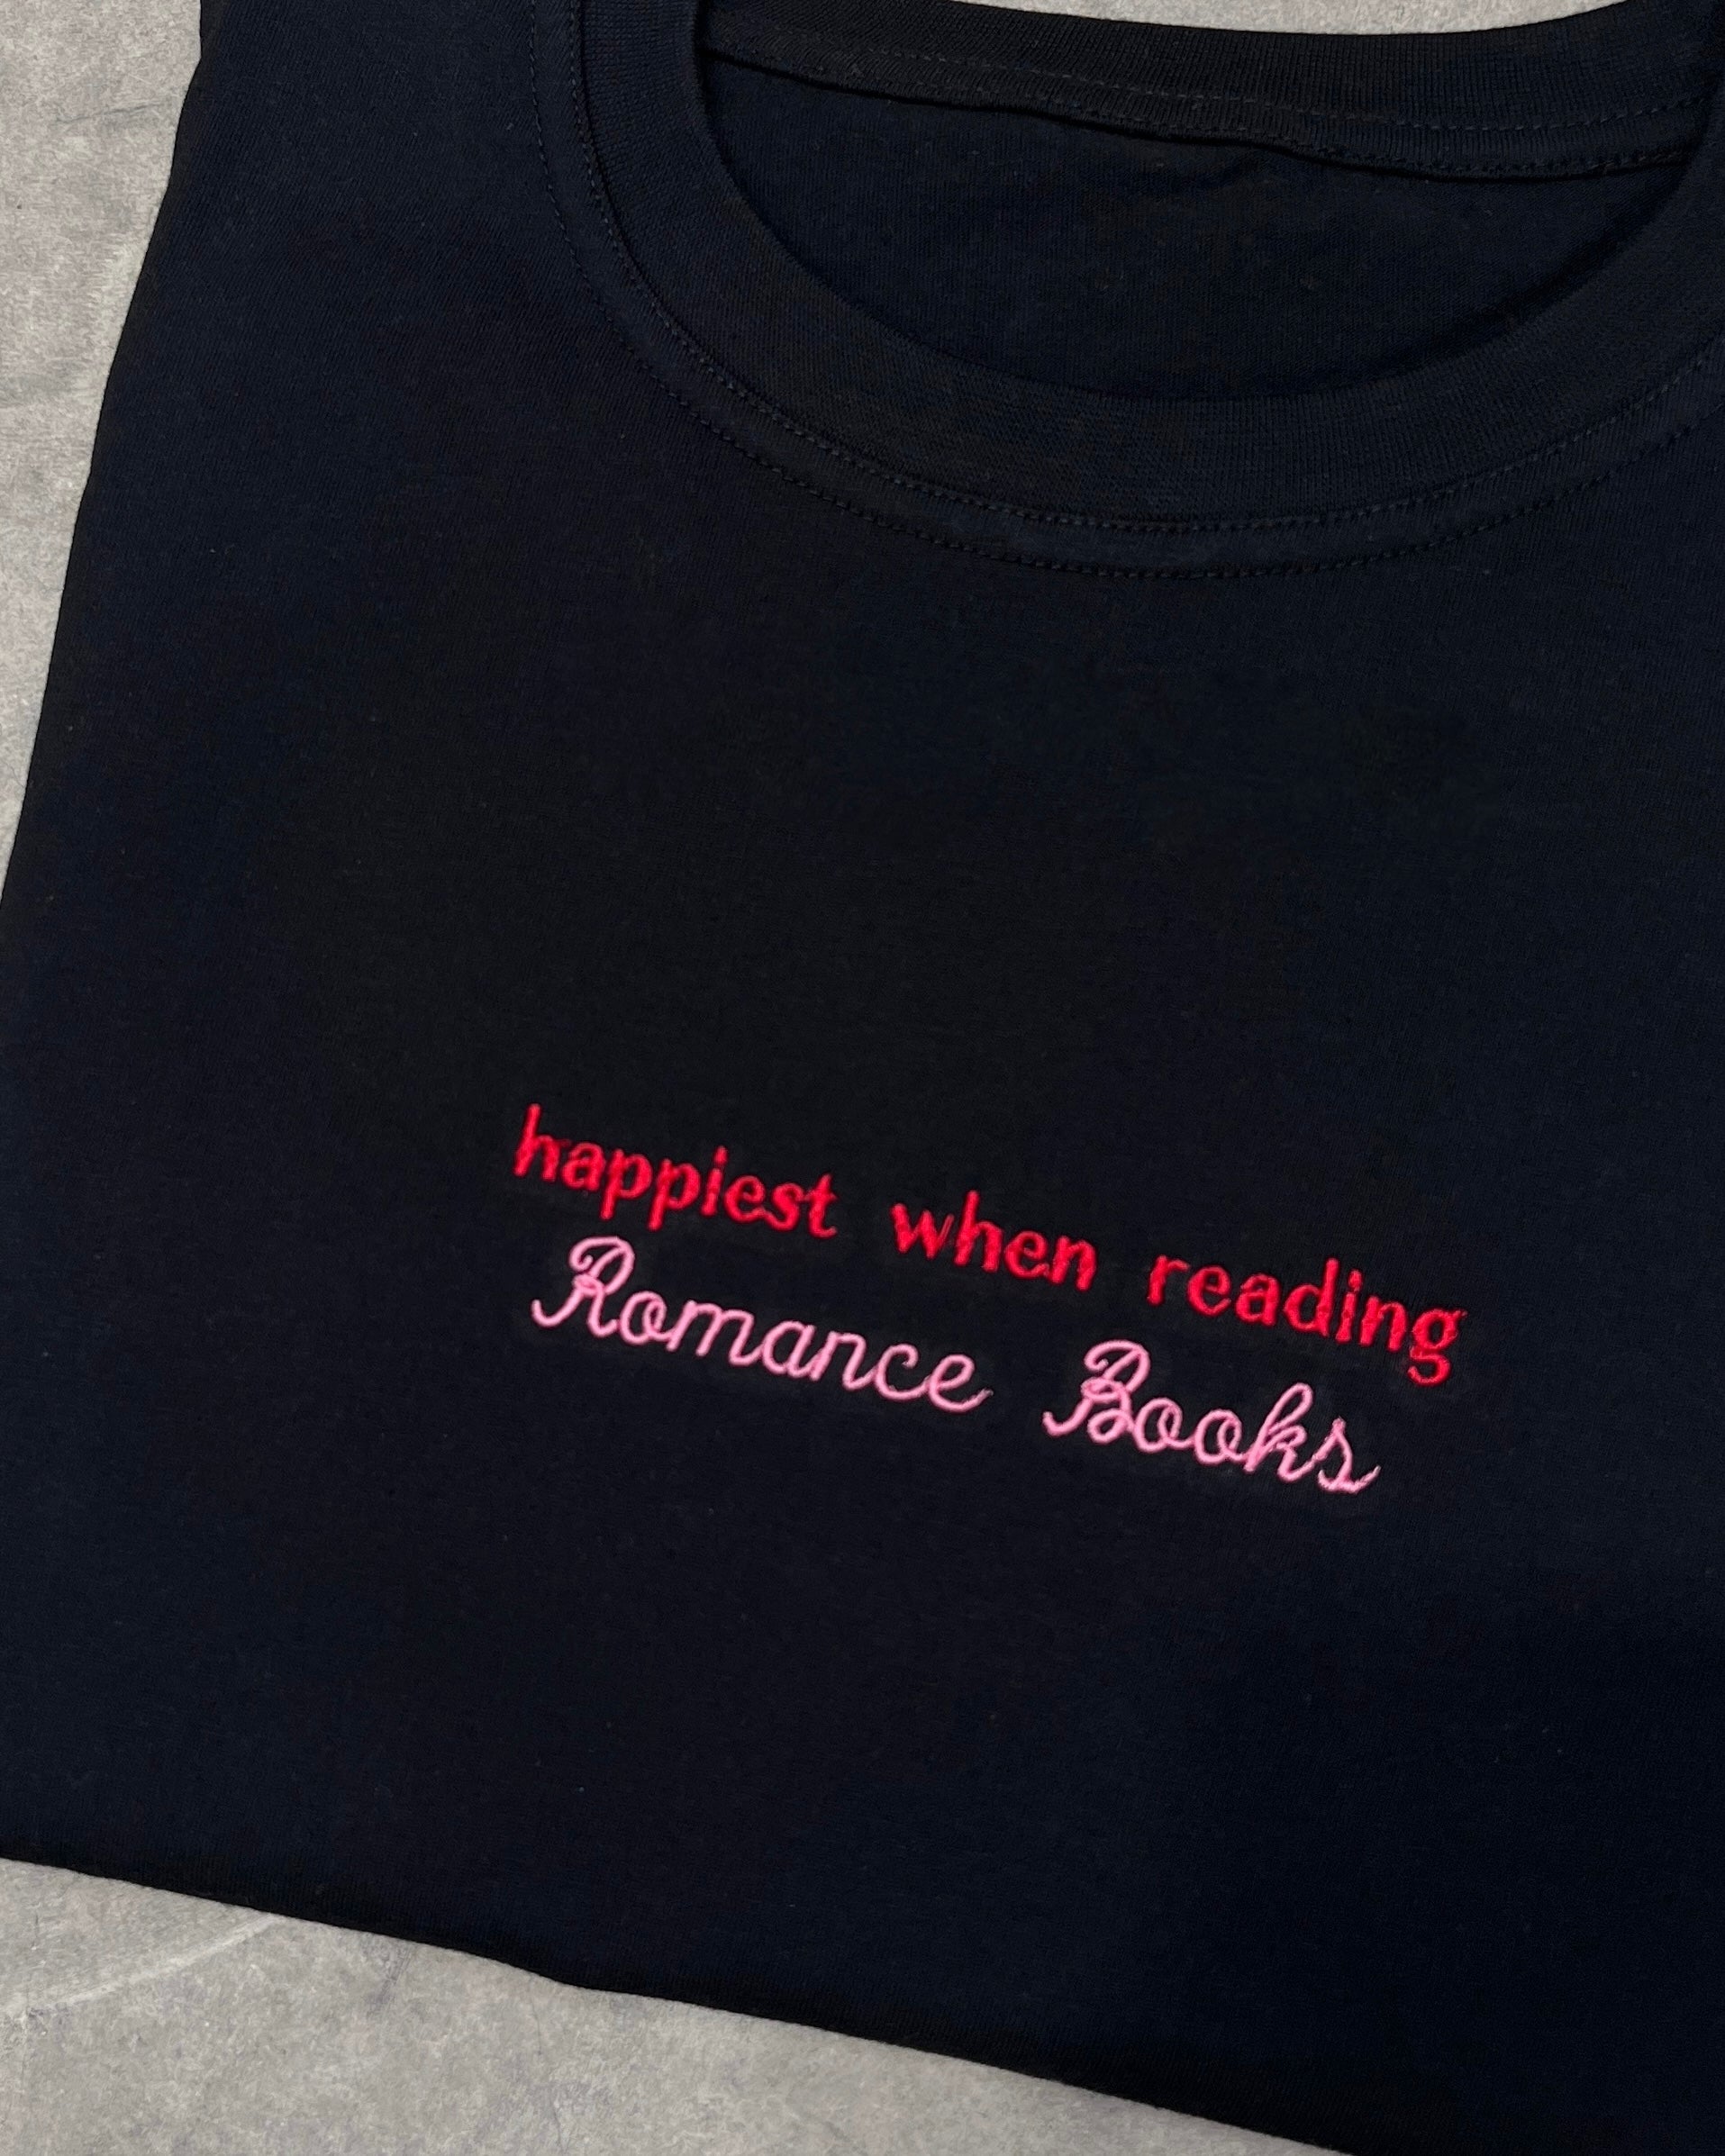 happiest when reading
Romance Books